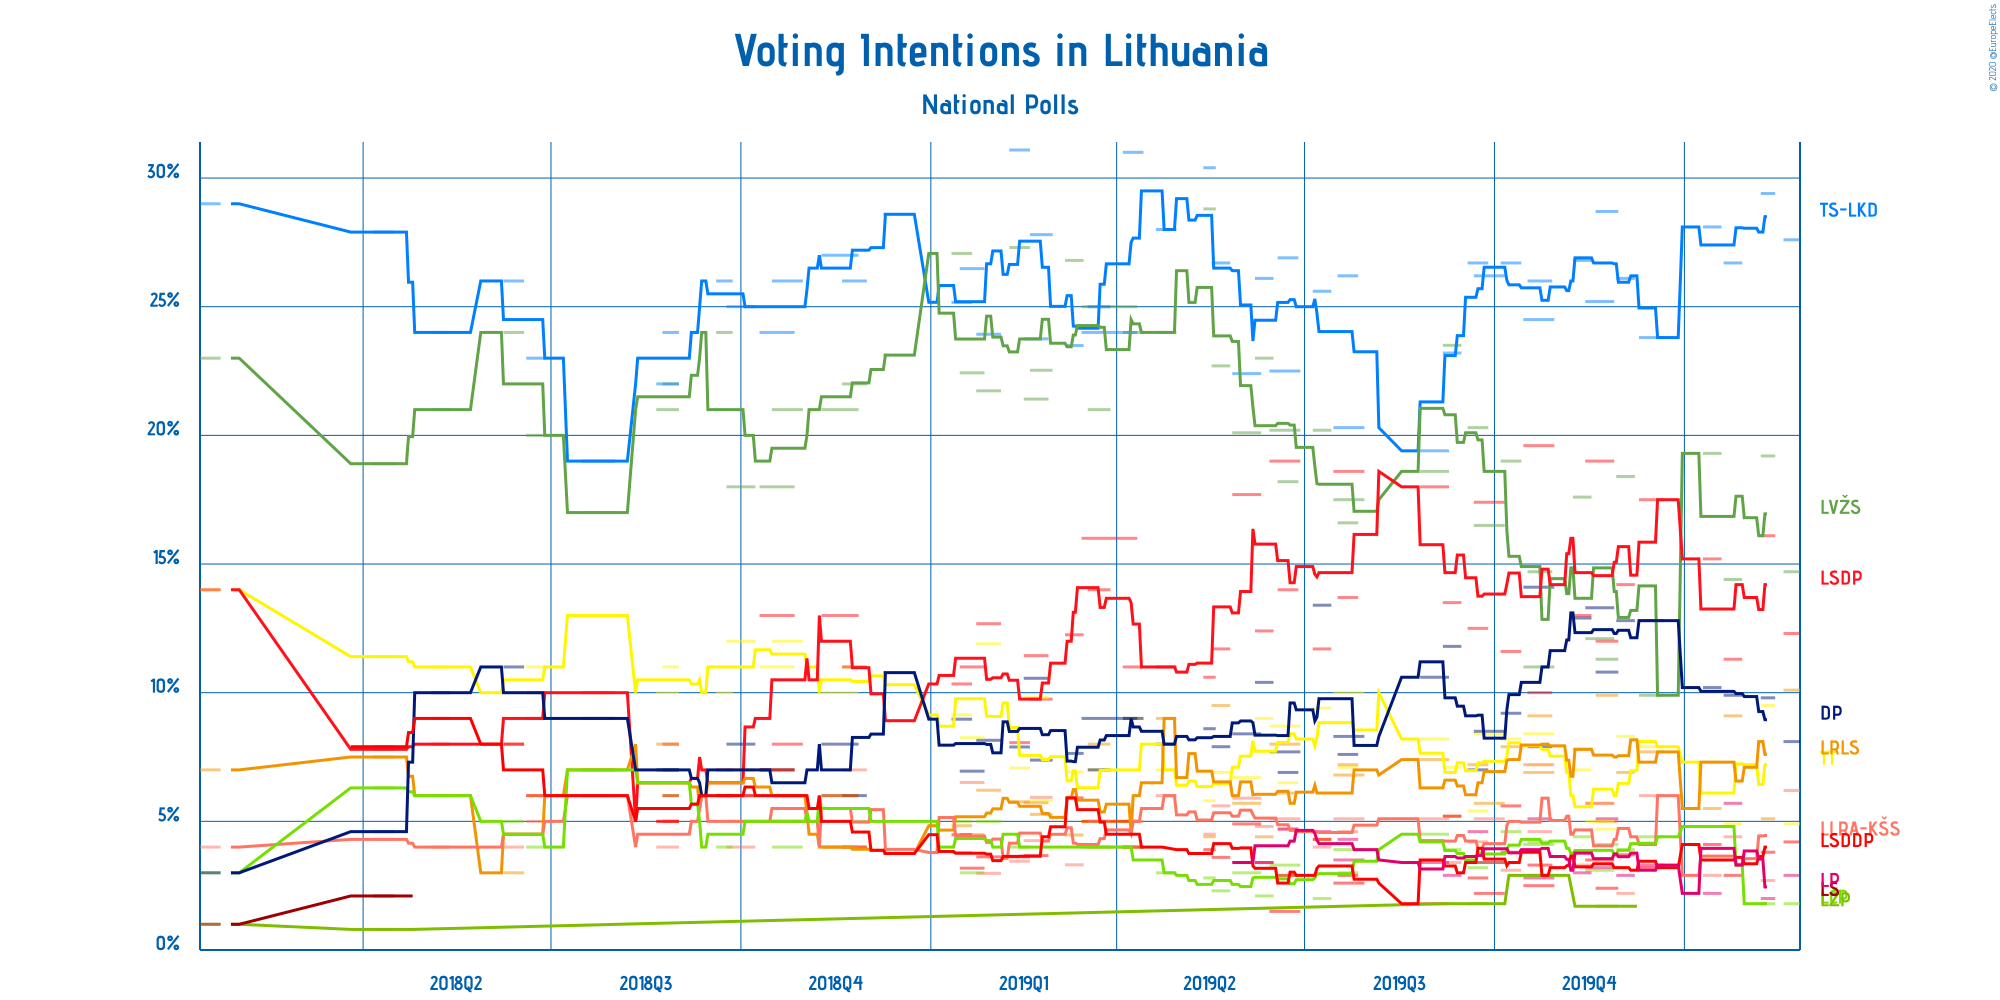 Voting Intentions in Lithuania
National Polls
© 2020 @EuropeElects
30%
25%
20%
15%
10%
5%
0%
TS-LKD
LVŽS
LSDP
DP
LRLS
TT
LLRA-KŠS
LSDDP
LP
LS
LŽP
2018Q2
2018Q3
2018Q4
2019Q1
2019Q2
2019Q3
2019Q4